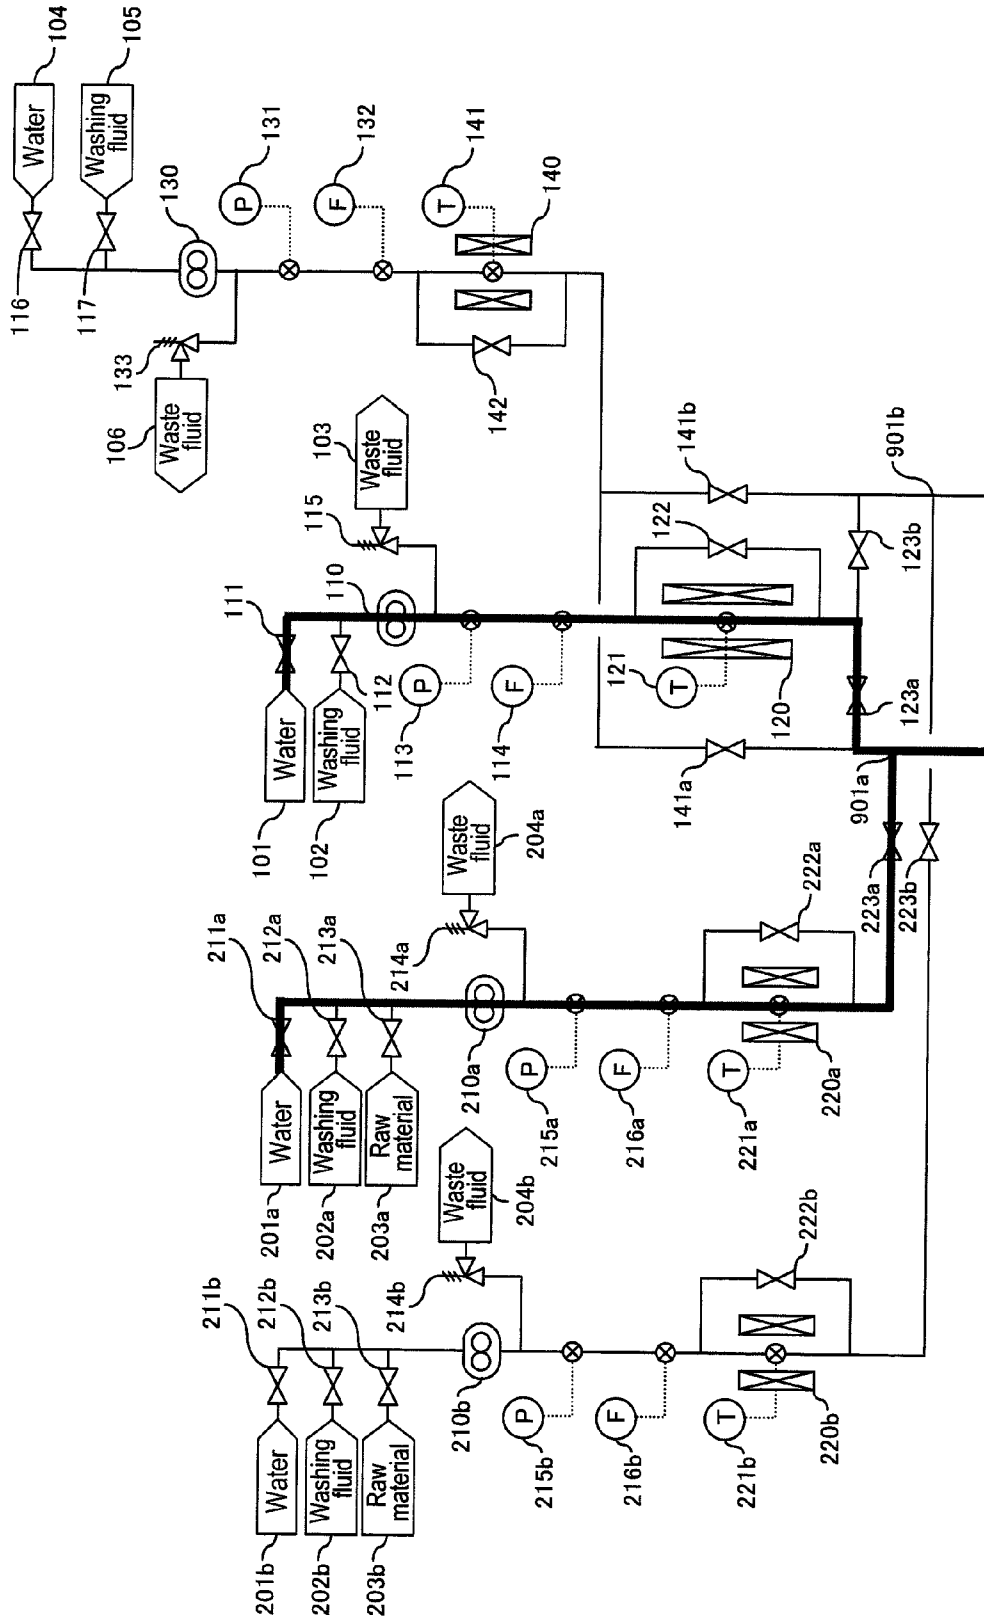 104
Water
116
105
Washing
fluid
117
130
131
P
132
F
141
T
140
133
106
Waste
fluid
142
103
Waste
fluid
115
110
111
101
Water
102
Washing
fluid
112
113
P
114
F
121
T
120
122
141b
901b
123b
123a
141a
901a
223a
223b
204a
Waste
fluid
214a
211a
212a
213a
201a
Water
202a
Washing
fluid
203a
Raw
material
210a
215a
P
216a
F
221a
T
220a
222a
204b
Waste
fluid
214b
211b
212b
213b
201b
Water
202b
Washing
fluid
203b
Raw
material
210b
215b
P
216b
F
221b
T
220b
222b